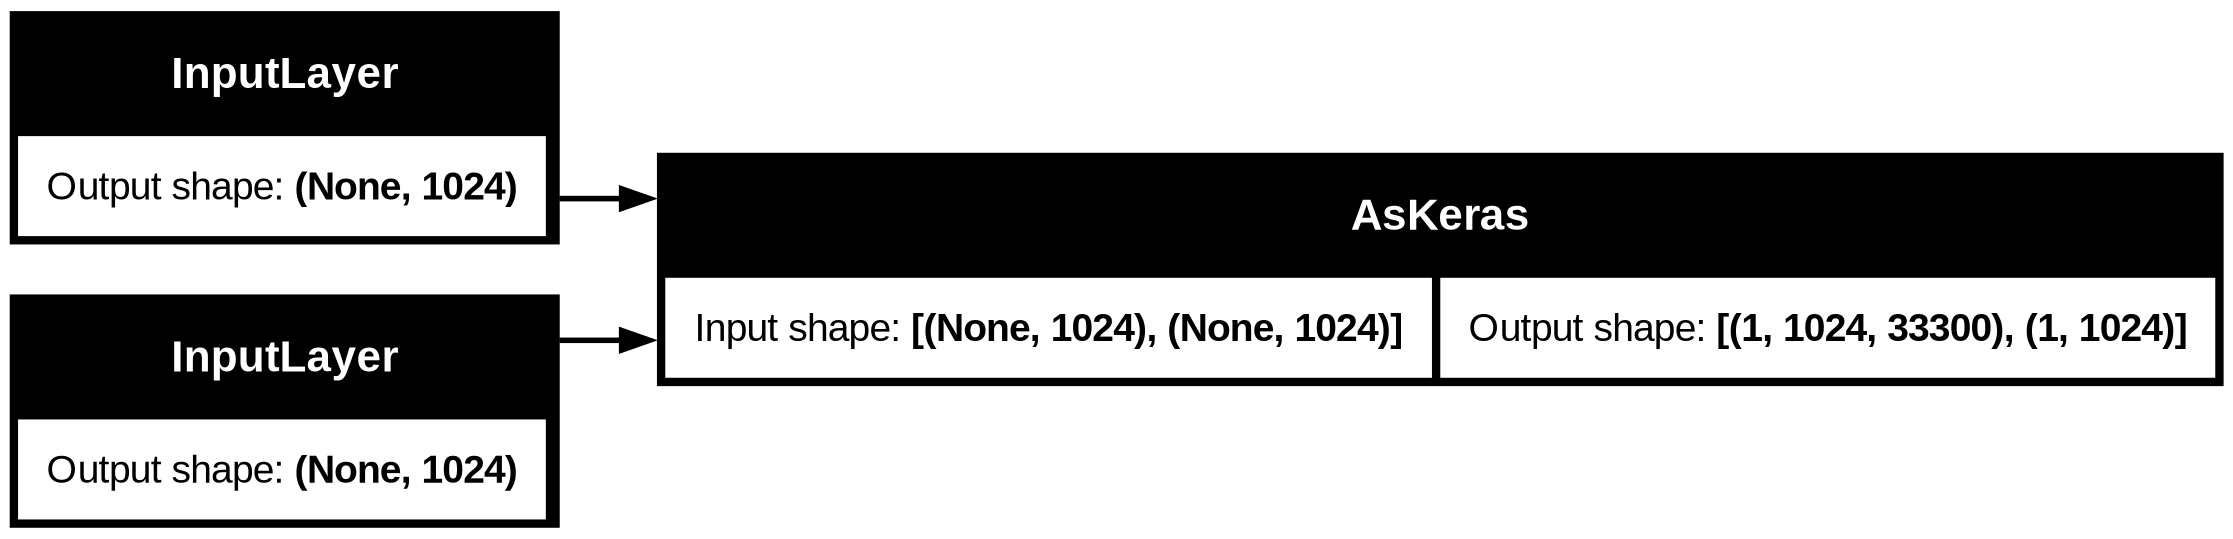 InputLayer
Output shape: (None, 1024)
InputLayer
Output shape: (None, 1024)
AsKeras
Input shape: [(None, 1024), (None, 1024)]
Output shape: [(1, 1024, 33300), (1, 1024)]